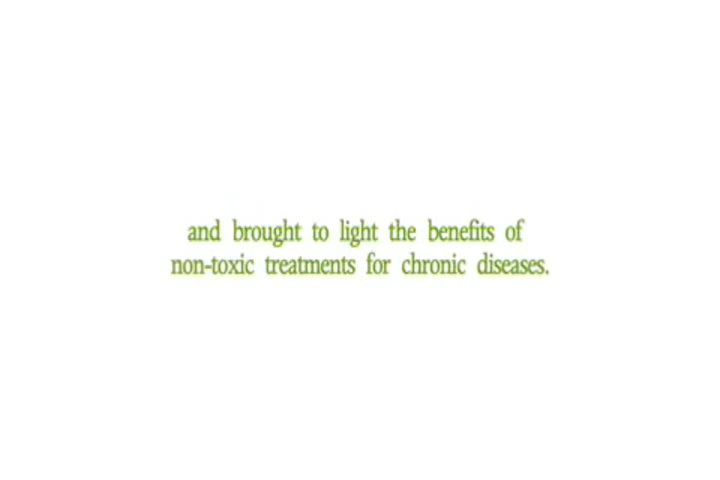 and brought to light the benefits of
non-toxic treatments for chronic diseases.